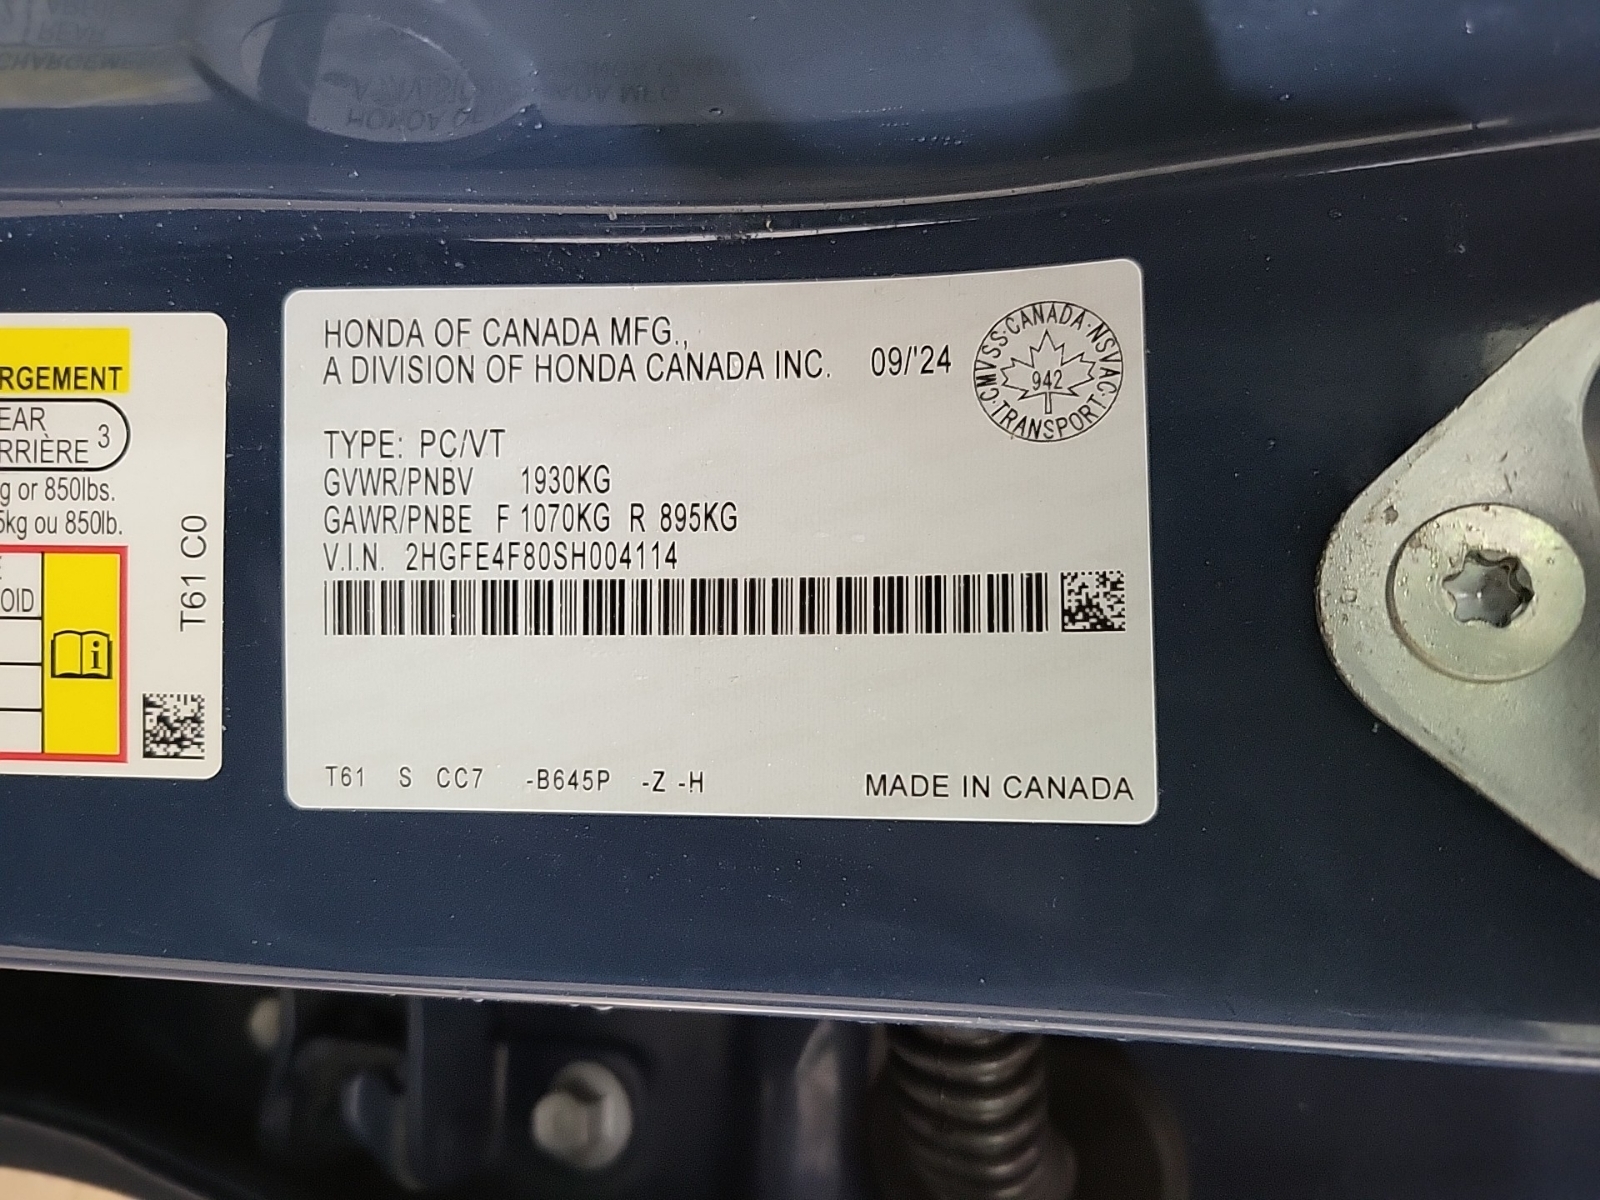 RGEMENT
EAR
RRIÈRE 3
g or 850lbs.
5kg ou 850lb.
OID
i
T61 C0
HONDA OF CANADA MFG.,
A DIVISION OF HONDA CANADA INC. 09/'24
CMVSS·CANADA·NSVAC·TRANSPORT·
942
TYPE: PC/VT
GVWR/PNBV 1930KG
GAWR/PNBE F 1070KG R 895KG
V.I.N. 2HGFE4F80SH004114
T61 S CC7 -B645P -Z -H MADE IN CANADA